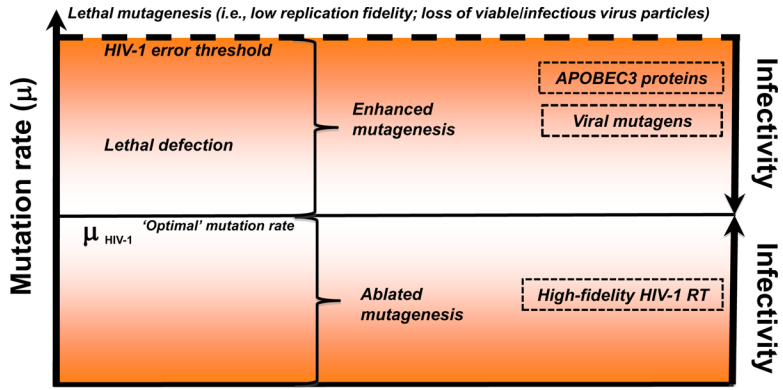 Lethal mutagenesis (i.e., low replication fidelity; loss of viable/infectious virus particles)
HIV-1 error threshold
APOBEC3 proteins
Enhanced
mutagenesis
Viral mutagens
Lethal defection
Infectivity
Mutation rate (μ)
μ HIV-1
'Optimal' mutation rate
Ablated
mutagenesis
High-fidelity HIV-1 RT
Infectivity